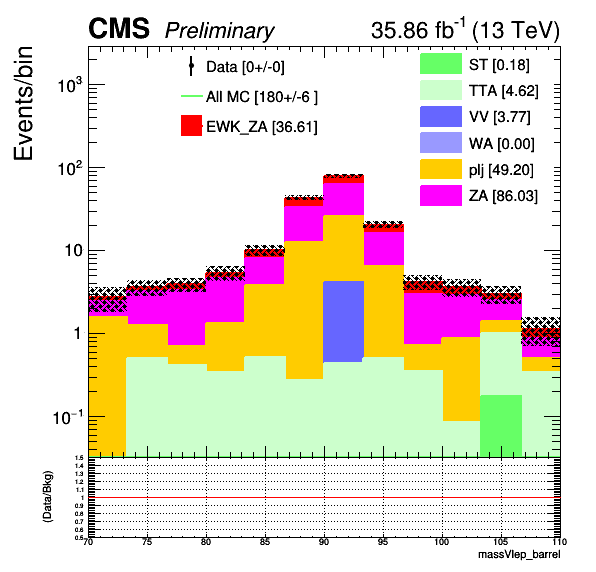 CMS Preliminary 35.86 fb⁻¹ (13 TeV)
Events/bin
10³
10²
10
1
10⁻¹
Data [0+/-0]
All MC [180+/-6 ]
EWK_ZA [36.61]
ST [0.18]
TTA [4.62]
VV [3.77]
WA [0.00]
plj [49.20]
ZA [86.03]
(Data/Bkg)
1.5
1.4
1.3
1.2
1.1
1
0.9
0.8
0.7
0.6
0.5
70 75 80 85 90 95 100 105 110
massVlep_barrel